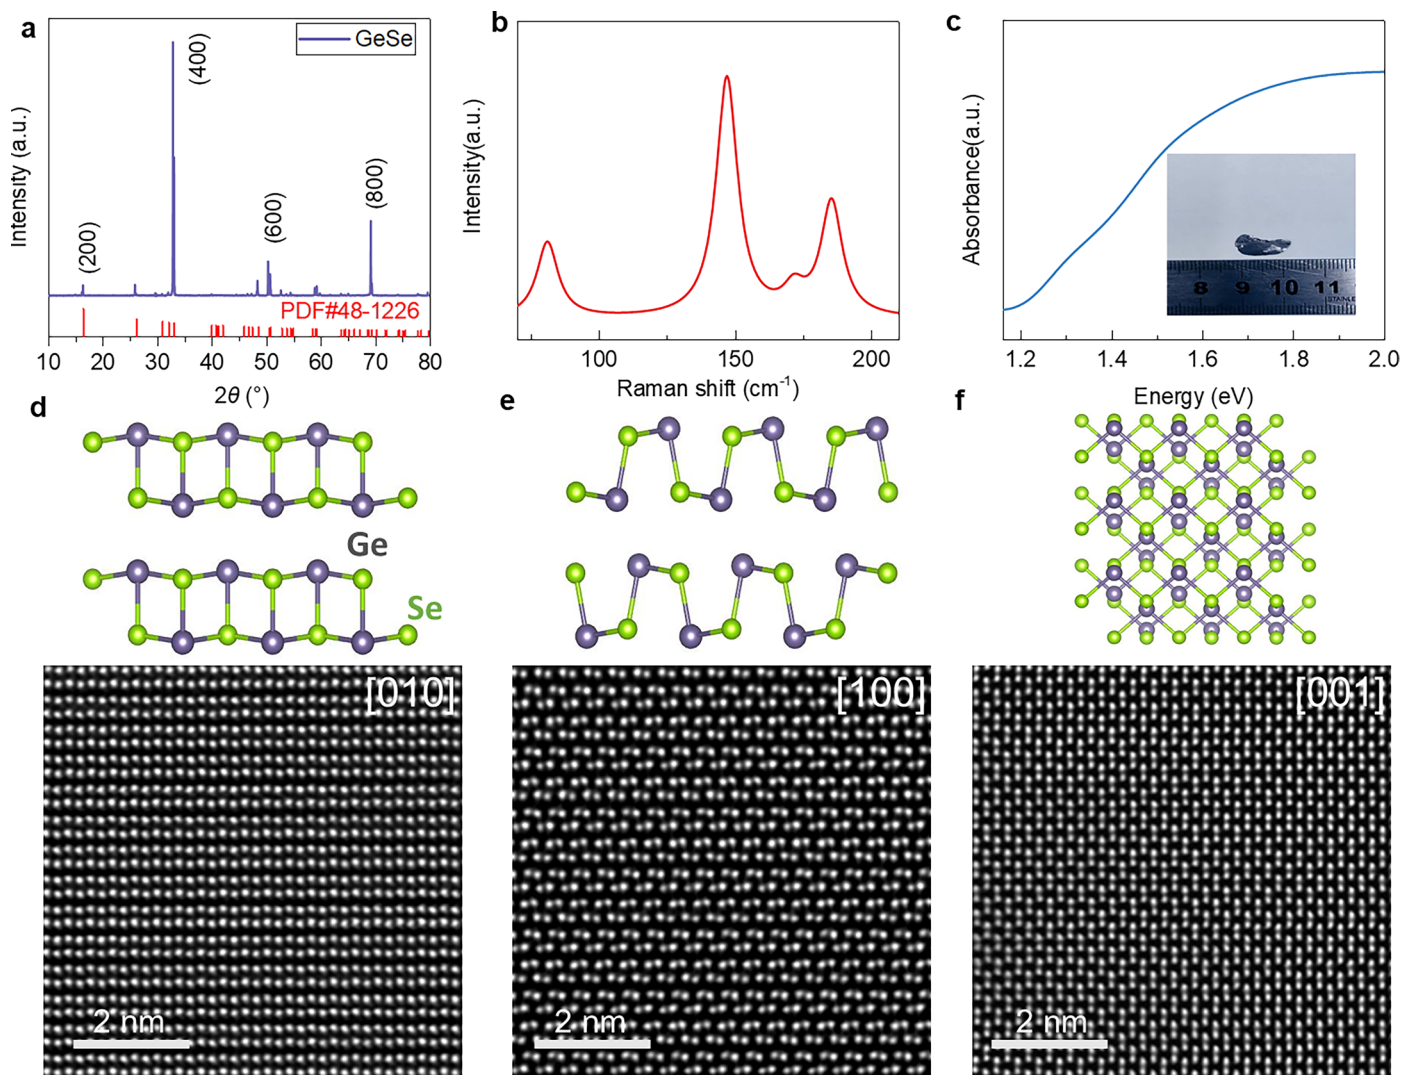 a
GeSe
(200)
(400)
(600)
(800)
PDF#48-1226
Intensity (a.u.)
10 20 30 40 50 60 70 80
2θ (°)
b
Intensity(a.u.)
100 150 200
Raman shift (cm-1)
c
Absorbance(a.u.)
8 9 10 11
STAINLE
1.2 1.4 1.6 1.8 2.0
Energy (eV)
d
Ge
Se
[010]
2 nm
e
[100]
2 nm
f
[001]
2 nm